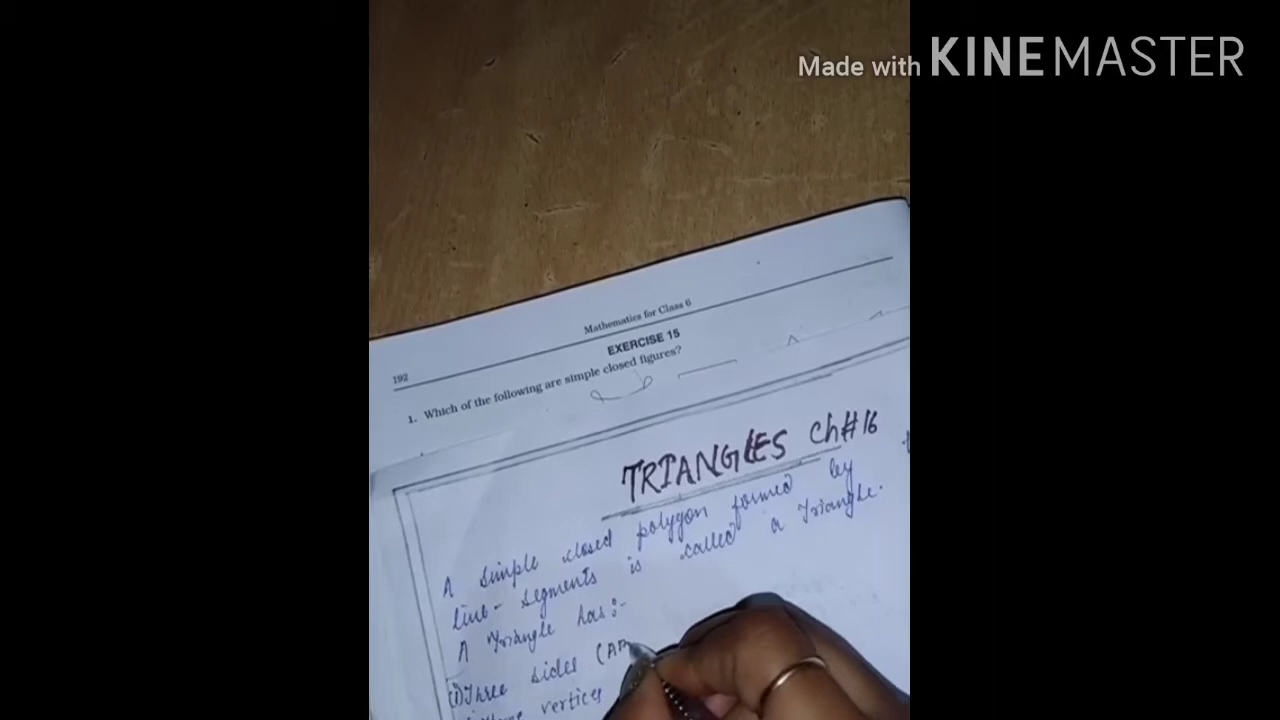 Made with KINEMASTER
Mathematics for Class 6
192
EXERCISE 15
1. Which of the following are simple closed figures?
TRIANGLES Ch#16
A simple closed polygon formed by
line-segments is called a Triangle.
A Triangle has:-
(i) Three sides (AB
vertices